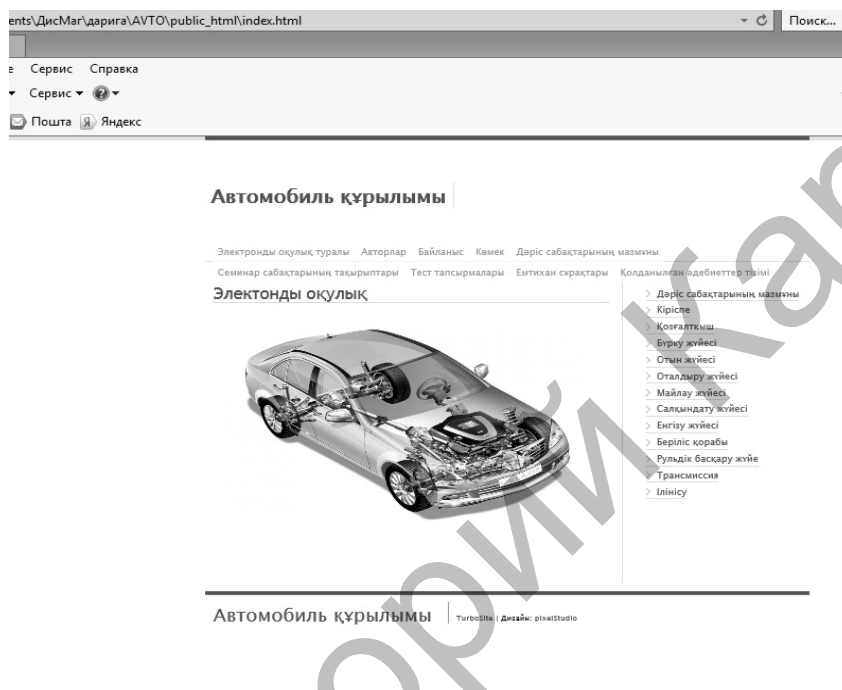 ents\ДисМаг\дарига\AVTO\public_html\index.html Поиск...
е Сервис Справка
Сервис
Пошта Яндекс
Автомобиль құрылымы
Электронды оқулық туралы Авторлар Байланыс Көмек Дәріс сабақтарының мазмұны
Семинар сабақтарының тақырыптары Тест тапсырмалары Емтихан сұрақтары Қолданылған әдебиеттер тізімі
Электонды оқулық
Дәріс сабақтарының мазмұны
Кіріспе
Козғалтқыш
Бүрку жүйесі
Отын жүйесі
Оталдыру жүйесі
Майлау жүйесі
Салқындату жүйесі
Енгізу жүйесі
Беріліс қорабы
Рульдік басқару жүйе
Трансмиссия
Ілінісу
Автомобиль құрылымы
TurboSite | Дизайн: pixelStudio
орий Ка